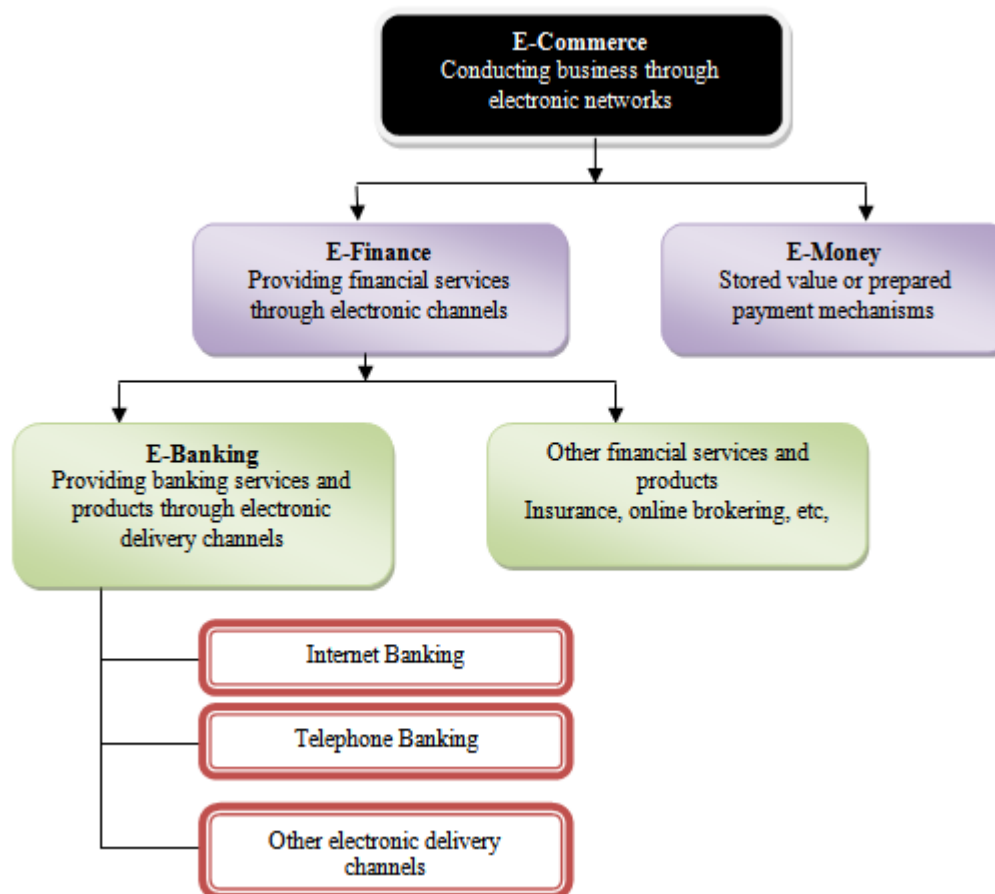 E-Commerce
Conducting business through
electronic networks
E-Finance
Providing financial services
through electronic channels
E-Money
Stored value or prepared
payment mechanisms
E-Banking
Providing banking services and
products through electronic
delivery channels
Other financial services and
products
Insurance, online brokering, etc,
Internet Banking
Telephone Banking
Other electronic delivery
channels